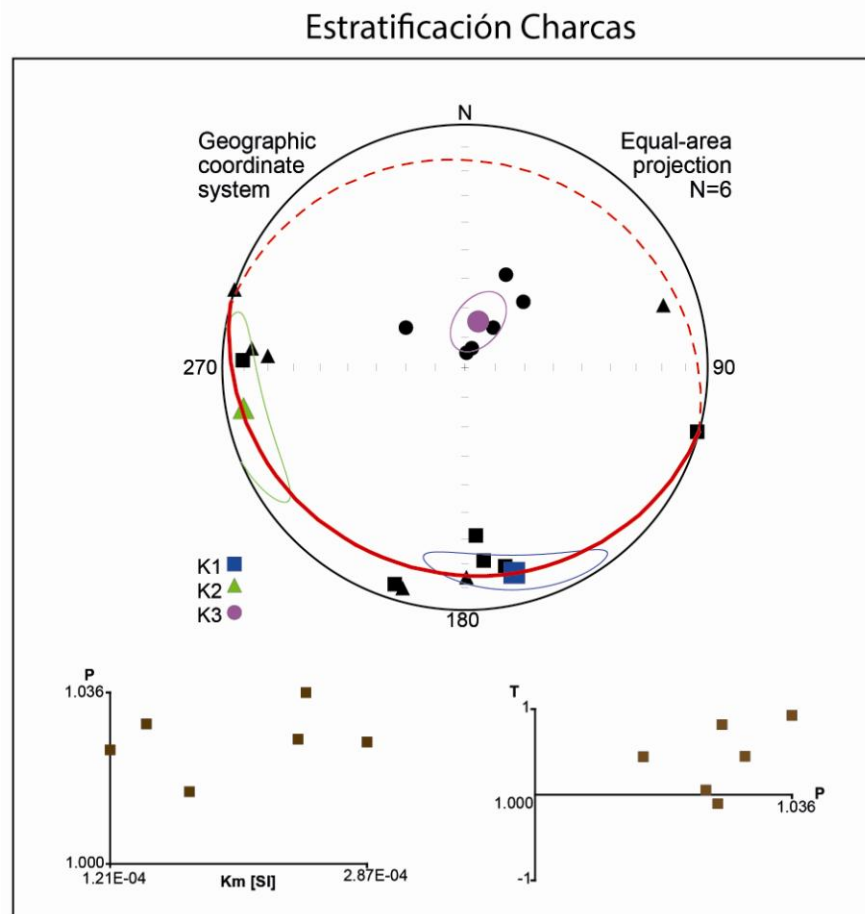 Estratificación Charcas
N
Geographic
coordinate
system
Equal-area
projection
N=6
270
90
K1
K2
K3
180
P
1.036
1.000
1.21E-04
Km [SI]
2.87E-04
T
1
1.000
P
1.036
-1